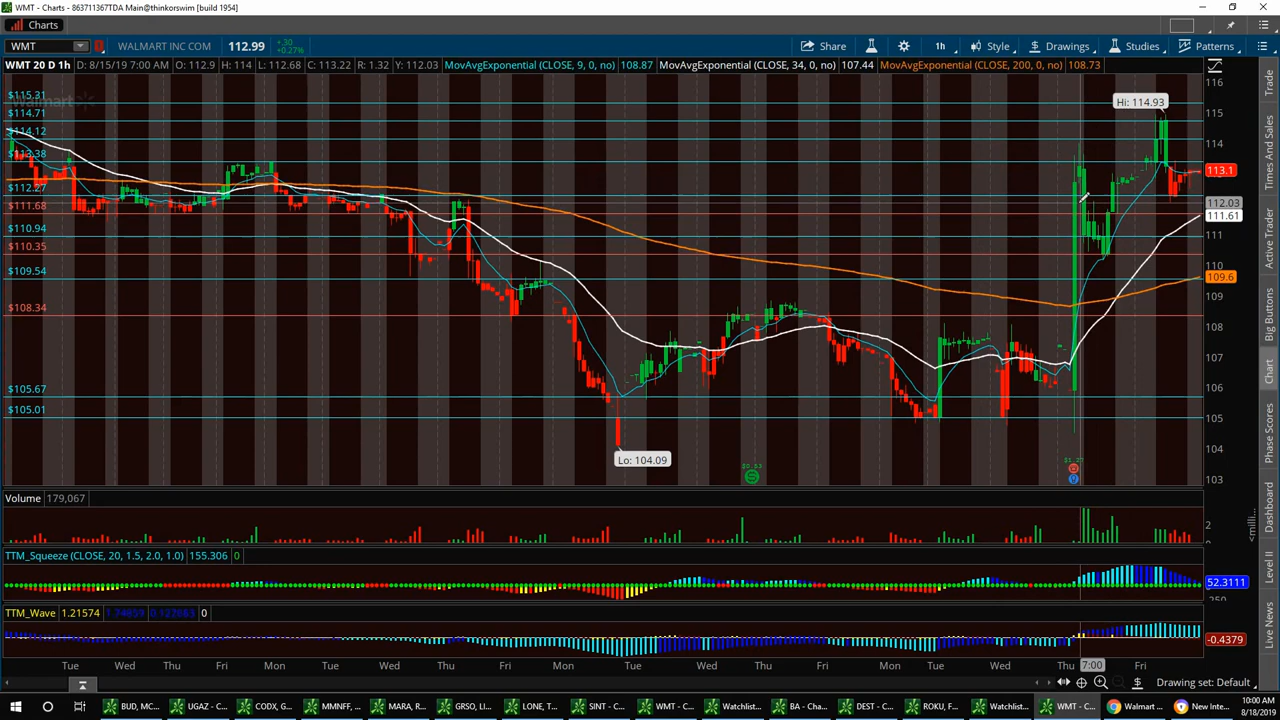 WMT - Charts - 863711367TDA Main@thinkorswim [build 1954]
Charts
WMT WALMART INC COM 112.99 +.30 +0.27% Share 1h Style Drawings Studies Patterns
WMT 20 D 1h D: 8/15/19 7:00 AM O: 112.9 H: 114 L: 112.68 C: 113.22 R: 1.32 Y: 112.03 MovAvgExponential (CLOSE, 9, 0, no) 108.87 MovAvgExponential (CLOSE, 34, 0, no) 107.44 MovAvgExponential (CLOSE, 200, 0, no) 108.73
Walmart
$115.31
$114.71
$114.12
$113.38
$112.27
$111.68
$110.94
$110.35
$109.54
$108.34
$105.67
$105.01
Hi: 114.93
Lo: 104.09
116
115
114
113.1
112.03
111.61
111
110
109.6
109
108
107
106
105
104
103
Trade
Times And Sales
Active Trader
Big Buttons
Chart
Phase Scores
Dashboard
Level II
Live News
Volume 179,067
2
TTM_Squeeze (CLOSE, 20, 1.5, 2.0, 1.0) 155.306 0
52.3111
TTM_Wave 1.21574 0
-0.4379
Tue Wed Thu Fri Mon Tue Wed Thu Fri Mon Tue Wed Thu Fri Mon Tue Wed Thu 7:00 Fri
Drawing set: Default
BUD, MC... UGAZ - C... CODX, G... MMNFF, ... MARA, R... GRSO, LI... LONE, T... SINT - C... WMT - C... Watchlist... BA - Cha... DEST - C... ROKU, F... Watchlis... WMT - C... Walmart ... New Inte...
10:00 AM
8/18/2019